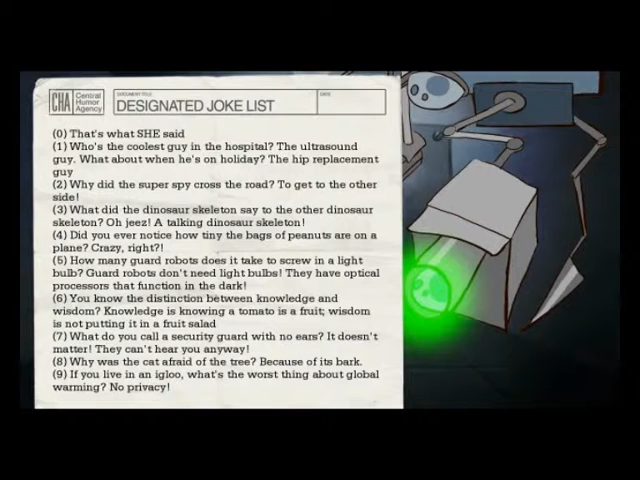 CHA Central Humor Agency
DOCUMENT TITLE
DESIGNATED JOKE LIST
DATE
(0) That's what SHE said
(1) Who's the coolest guy in the hospital? The ultrasound
guy. What about when he's on holiday? The hip replacement
guy
(2) Why did the super spy cross the road? To get to the other
side!
(3) What did the dinosaur skeleton say to the other dinosaur
skeleton? Oh jeez! A talking dinosaur skeleton!
(4) Did you ever notice how tiny the bags of peanuts are on a
plane? Crazy, right?!
(5) How many guard robots does it take to screw in a light
bulb? Guard robots don't need light bulbs! They have optical
processors that function in the dark!
(6) You know the distinction between knowledge and
wisdom? Knowledge is knowing a tomato is a fruit; wisdom
is not putting it in a fruit salad
(7) What do you call a security guard with no ears? It doesn't
matter! They can't hear you anyway!
(8) Why was the cat afraid of the tree? Because of its bark.
(9) If you live in an igloo, what's the worst thing about global
warming? No privacy!